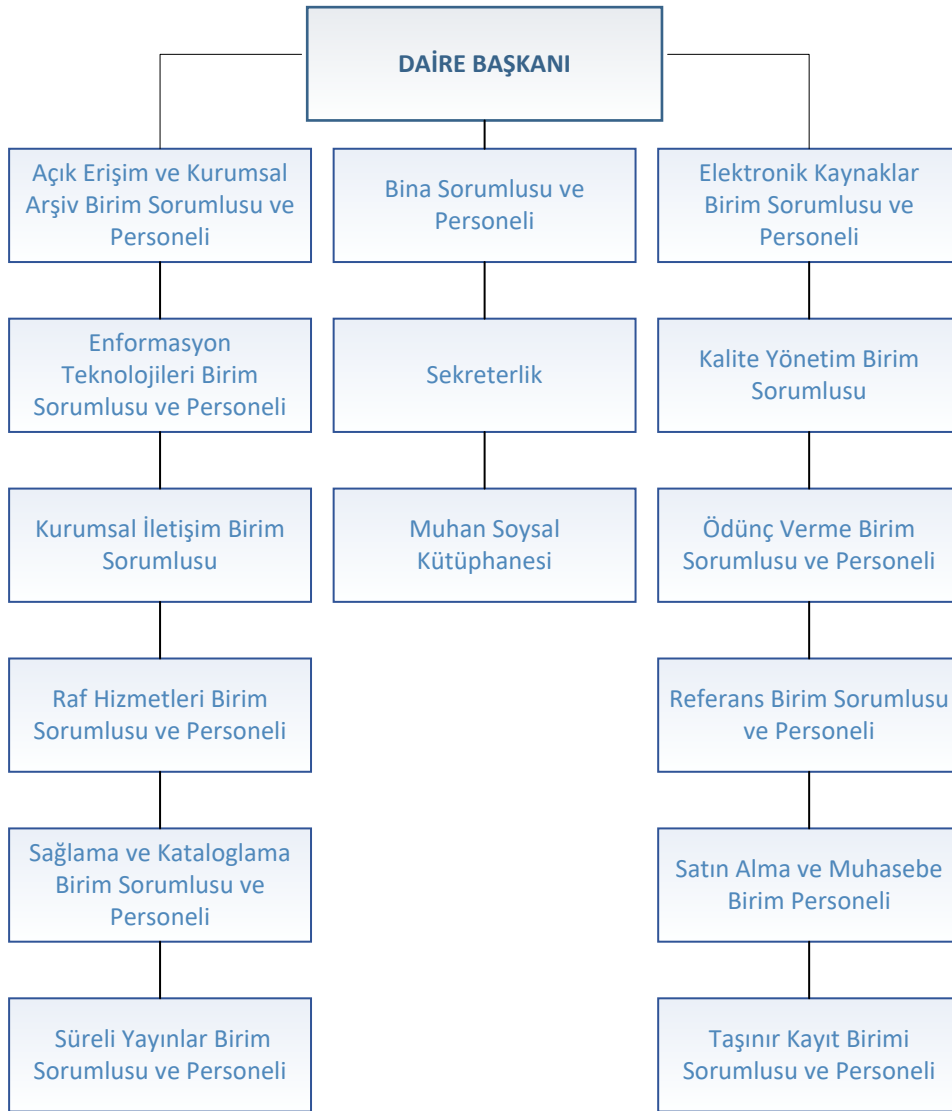 DAİRE BAŞKANI
Açık Erişim ve Kurumsal
Arşiv Birim Sorumlusu ve
Personeli
Bina Sorumlusu ve
Personeli
Elektronik Kaynaklar
Birim Sorumlusu ve
Personeli
Enformasyon
Teknolojileri Birim
Sorumlusu ve Personeli
Sekreterlik
Kalite Yönetim Birim
Sorumlusu
Kurumsal İletişim Birim
Sorumlusu
Muhan Soysal
Kütüphanesi
Ödünç Verme Birim
Sorumlusu ve Personeli
Raf Hizmetleri Birim
Sorumlusu ve Personeli
Referans Birim Sorumlusu
ve Personeli
Sağlama ve Kataloglama
Birim Sorumlusu ve
Personeli
Satın Alma ve Muhasebe
Birim Personeli
Süreli Yayınlar Birim
Sorumlusu ve Personeli
Taşınır Kayıt Birimi
Sorumlusu ve Personeli